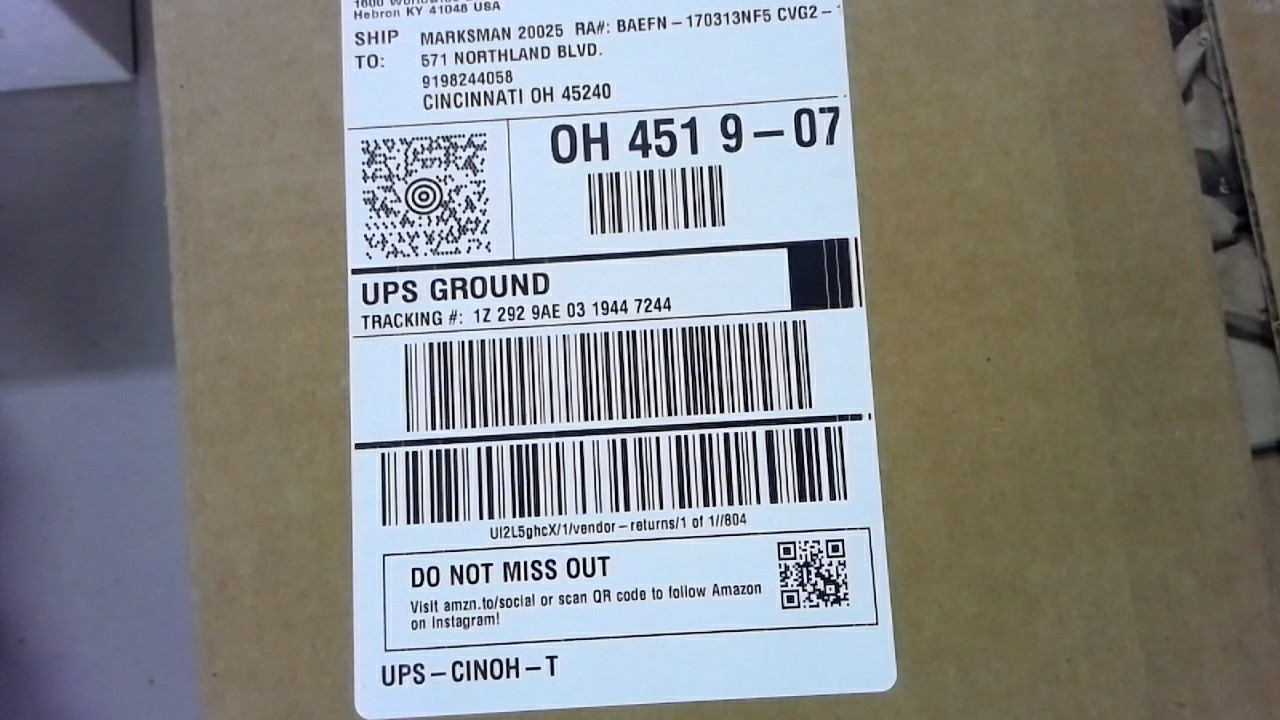 Hebron KY 41048 USA
SHIP TO:
MARKSMAN 20025 RA#: BAEFN-170313NF5 CVG2-
571 NORTHLAND BLVD.
9198244058
CINCINNATI OH 45240
OH 451 9-07
UPS GROUND
TRACKING #: 1Z 292 9AE 03 1944 7244
UI2L5ghcX/1/vendor-returns/1 of 1//804
DO NOT MISS OUT
Visit amzn.to/social or scan QR code to follow Amazon
on Instagram!
UPS-CINOH-T